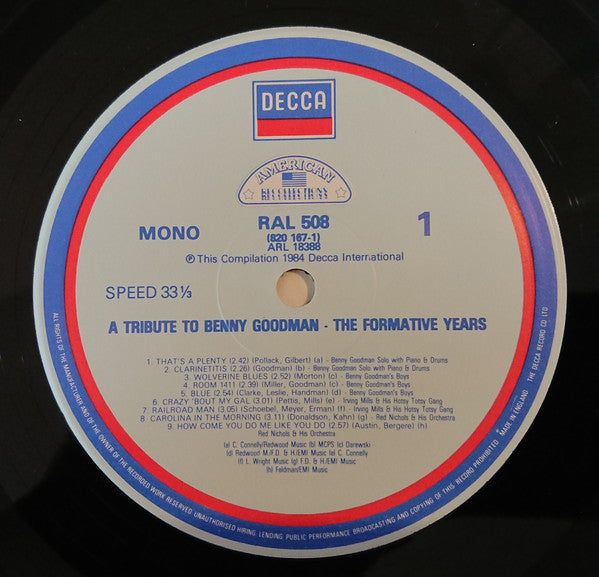 DECCA
AMERICAN
RECOLLECTIONS
MONO
RAL 508
1
(820 167-1)
ARL 18388
Ⓟ This Compilation 1984 Decca International
SPEED 33⅓
A TRIBUTE TO BENNY GOODMAN - THE FORMATIVE YEARS
1. THAT'S A PLENTY (2.42) (Pollack, Gilbert) (a) - Benny Goodman Solo with Piano & Drums
2. CLARINETITIS (2.26) (Goodman) (b) - Benny Goodman Solo with Piano & Drums
3. WOLVERINE BLUES (2.52) (Morton) (c) - Benny Goodman's Boys
4. ROOM 1411 (2.39) (Miller, Goodman) (c) - Benny Goodman's Boys
5. BLUE (2.54) (Clarke, Leslie, Handman) (d) - Benny Goodman's Boys
6. CRAZY 'BOUT MY GAL (3.01) (Pettis, Mills) (e) - Irving Mills & His Hotsy Totsy Gang
7. RAILROAD MAN (3.05) (Schoebel, Meyer, Erman) (f) - Irving Mills & His Hotsy Totsy Gang
8. CAROLINA IN THE MORNING (3.11) (Donaldson, Kahn) (g) - Red Nichols & His Orchestra
9. HOW COME YOU DO ME LIKE YOU DO (2.57) (Austin, Bergere) (h)
Red Nichols & His Orchestra
(a) C. Connelly/Redwood Music (b) MCPS (c) Darewski
(d) Redwood M/F.D. & H/EMI Music (e) C. Connelly
(f) L. Wright Music (g) F.D. & H/EMI Music
(h) Feldman/EMI Music
ALL RIGHTS OF THE MANUFACTURER AND OF THE OWNER OF THE RECORDED WORK RESERVED UNAUTHORISED HIRING LENDING PUBLIC PERFORMANCE BROADCASTING AND COPYING OF THIS RECORD PROHIBITED
MADE IN ENGLAND
THE DECCA RECORD CO LTD